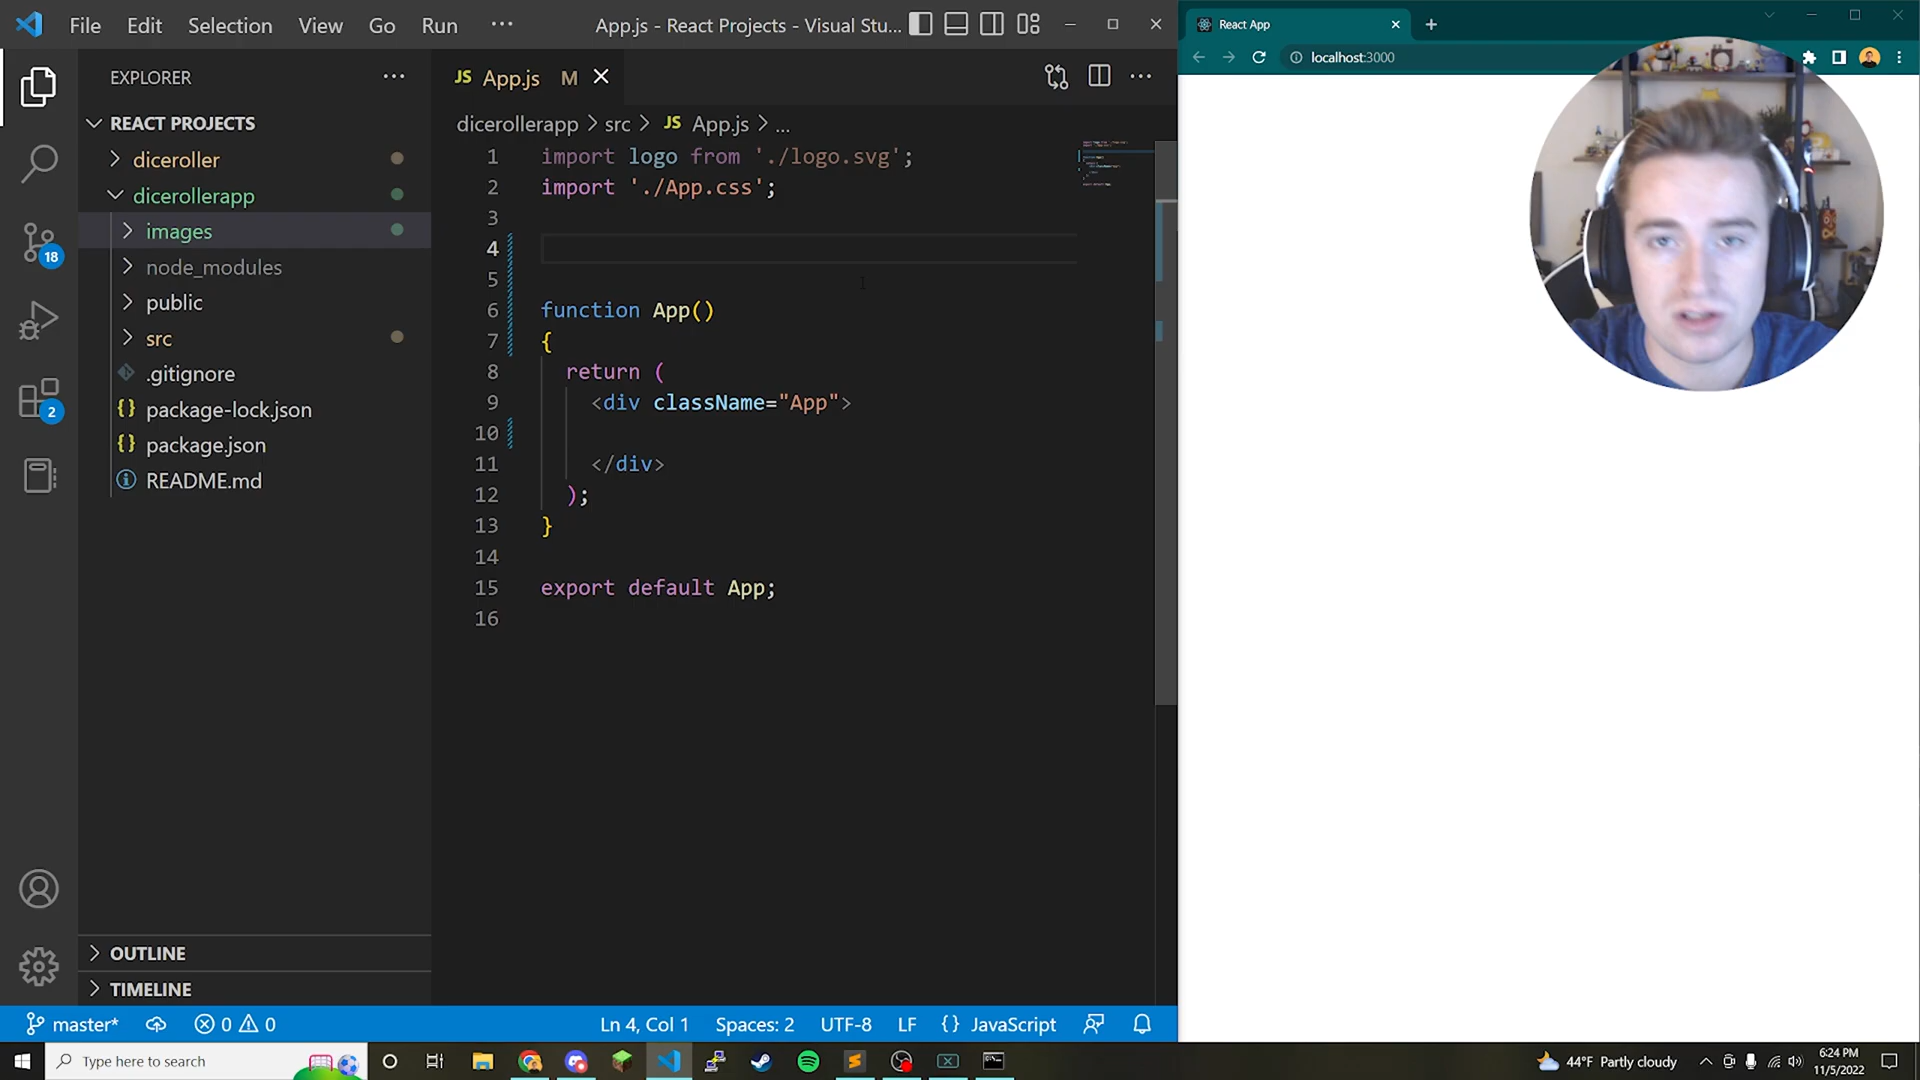 File Edit Selection View Go Run ··· App.js - React Projects - Visual Stu...
React App
localhost:3000
EXPLORER ···
JS App.js M
REACT PROJECTS
dicerollerapp > src > JS App.js > ...
diceroller
dicerollerapp
images
node_modules
public
src
.gitignore
{} package-lock.json
{} package.json
README.md
1 import logo from './logo.svg';
2 import './App.css';
3
4
5
6 function App()
7 {
8 return (
9 <div className="App">
10
11 </div>
12 );
13 }
14
15 export default App;
16
18
2
OUTLINE
TIMELINE
master* 0 0 Ln 4, Col 1 Spaces: 2 UTF-8 LF {} JavaScript
Type here to search
44°F Partly cloudy
6:24 PM
11/5/2022